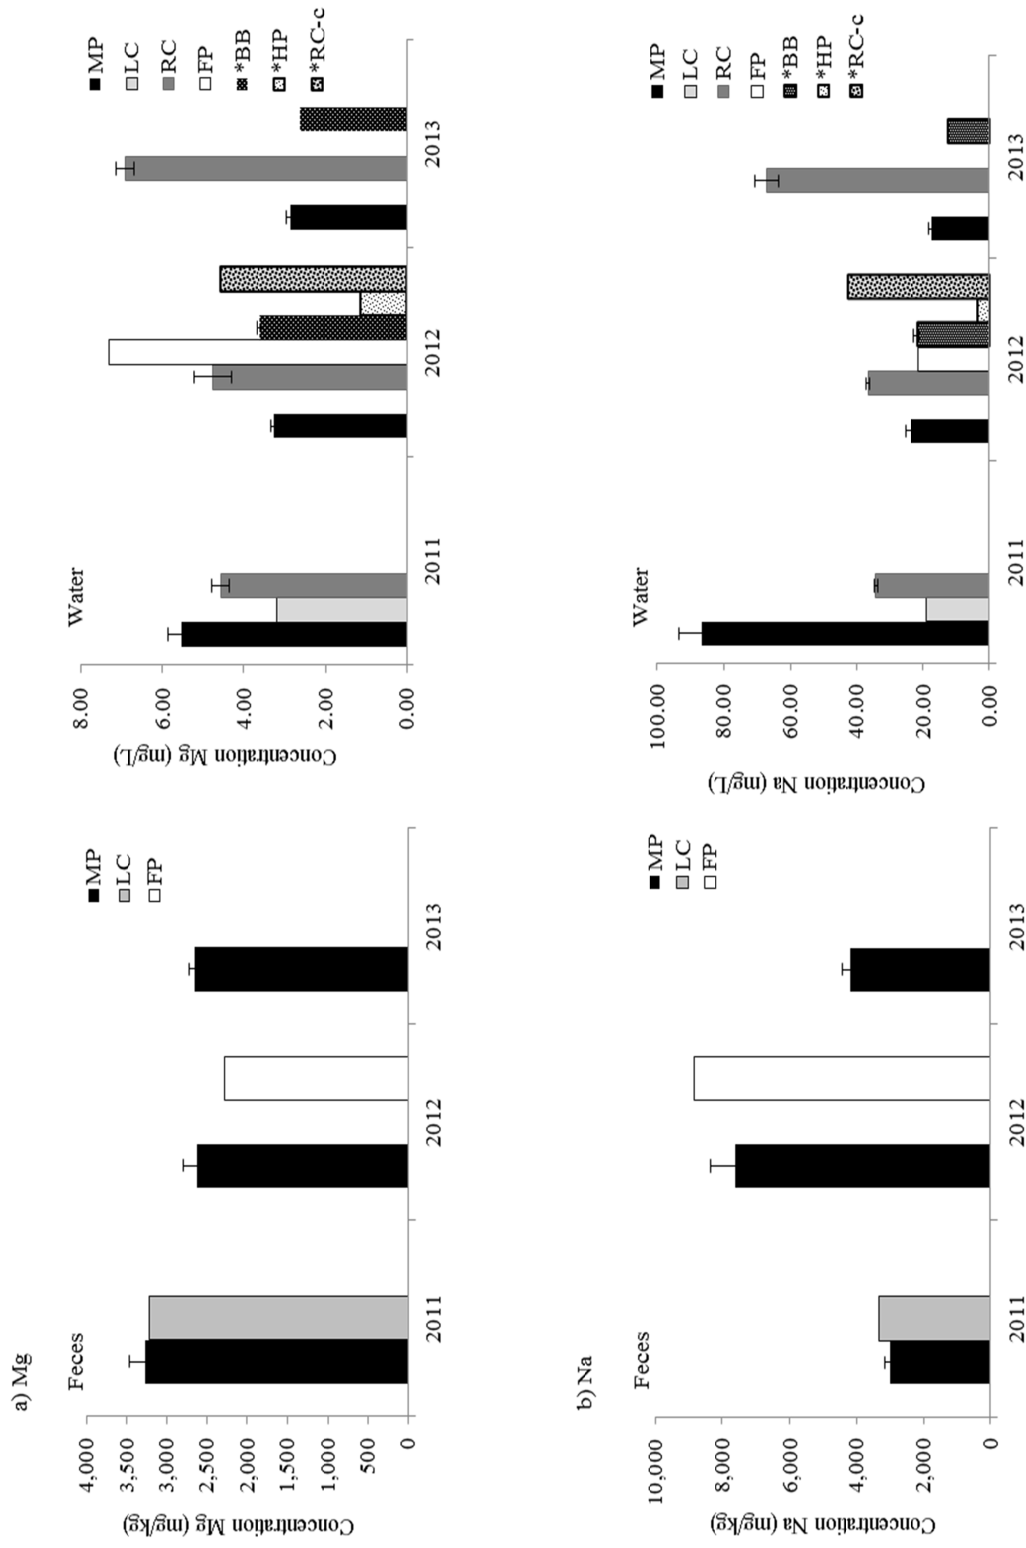 a) Mg
Feces
Concentration Mg (mg/kg)
4,000
3,500
3,000
2,500
2,000
1,500
1,000
500
0
2011
2012
2013
MP
LC
FP
Water
Concentration Mg (mg/L)
8.00
6.00
4.00
2.00
0.00
2011
2012
2013
MP
LC
RC
FP
*BB
*HP
*RC-c
b) Na
Feces
Concentration Na (mg/kg)
10,000
8,000
6,000
4,000
2,000
0
2011
2012
2013
MP
LC
FP
Water
Concentration Na (mg/L)
100.00
80.00
60.00
40.00
20.00
0.00
2011
2012
2013
MP
LC
RC
FP
*BB
*HP
*RC-c